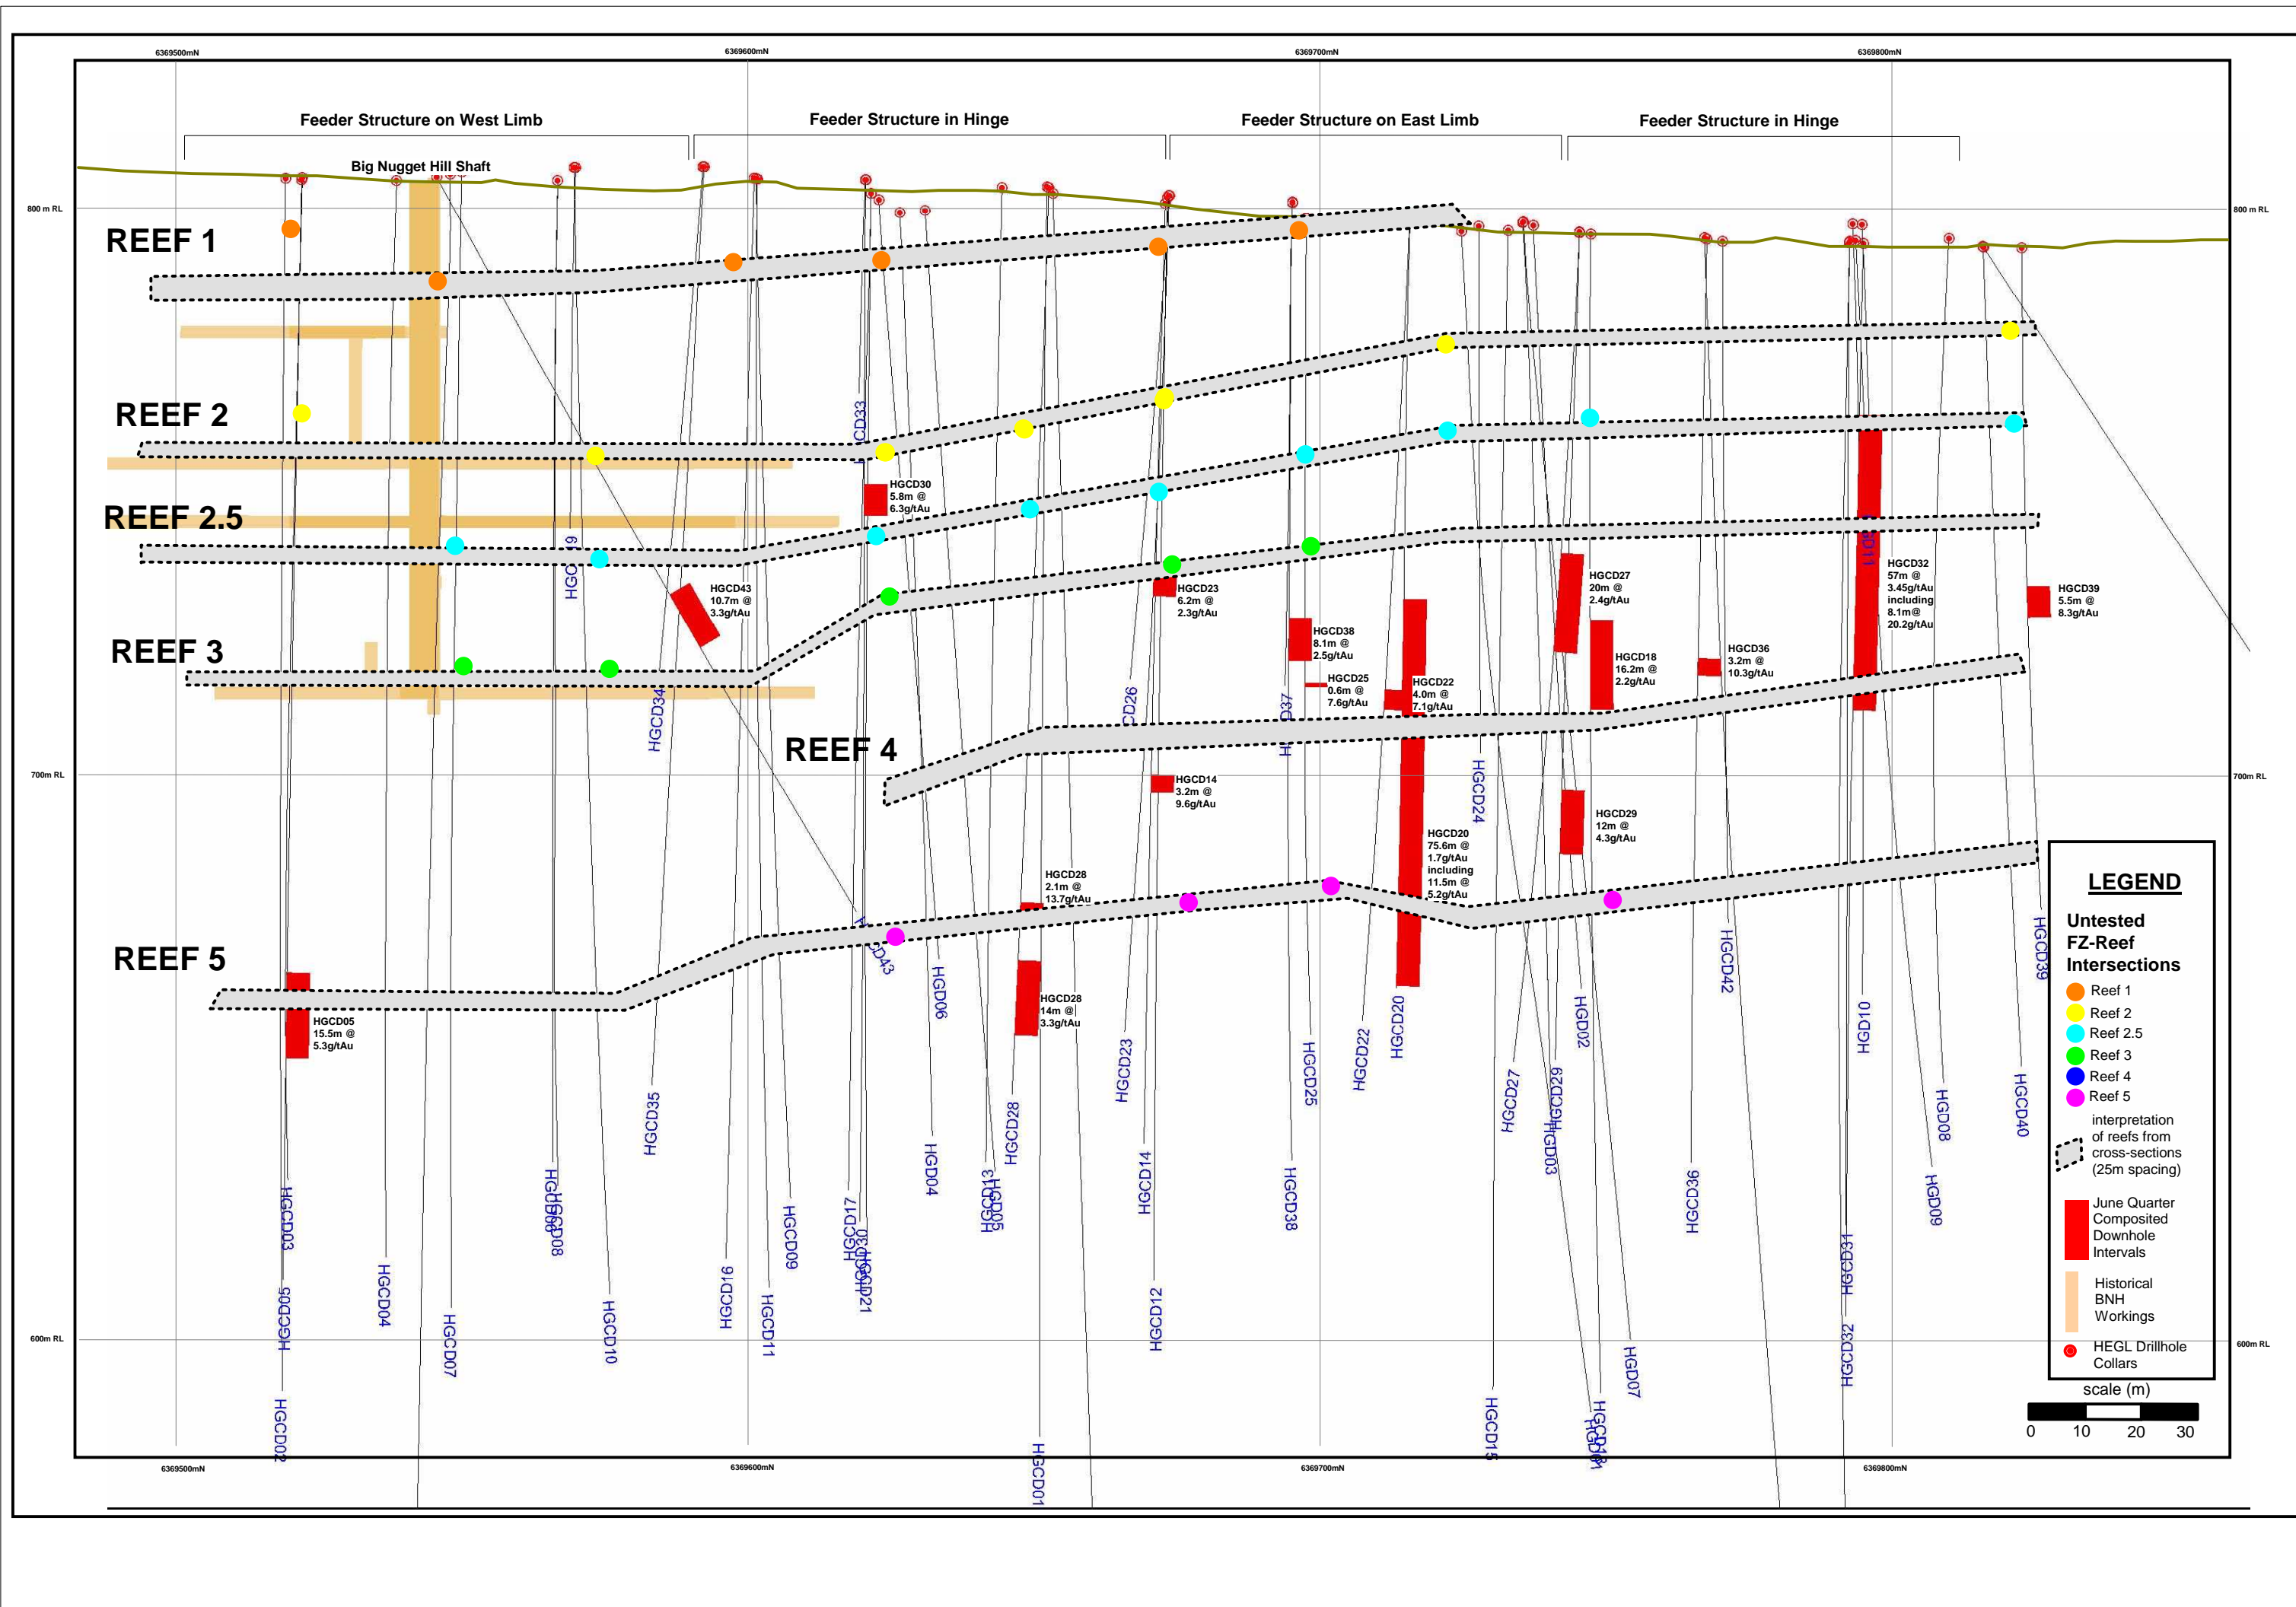 6369500mN
6369600mN
6369700mN
6369800mN
Feeder Structure on West Limb
Feeder Structure in Hinge
Feeder Structure on East Limb
Feeder Structure in Hinge
Big Nugget Hill Shaft
800 m RL
800 m RL
REEF 1
REEF 2
REEF 2.5
REEF 3
REEF 4
REEF 5
HGCD30
5.8m @
6.3g/tAu
HGCD43
10.7m @
3.3g/tAu
HGCD23
6.2m @
2.3g/tAu
HGCD38
8.1m @
2.5g/tAu
HGCD25
0.6m @
7.6g/tAu
HGCD22
4.0m @
7.1g/tAu
HGCD27
20m @
2.4g/tAu
HGCD18
16.2m @
2.2g/tAu
HGCD36
3.2m @
10.3g/tAu
HGCD32
57m @
3.45g/tAu
including
8.1m@
20.2g/tAu
HGCD39
5.5m @
8.3g/tAu
700m RL
700m RL
HGCD14
3.2m @
9.6g/tAu
HGCD20
75.6m @
1.7g/tAu
including
11.5m @
5.2g/tAu
HGCD29
12m @
4.3g/tAu
HGCD28
2.1m @
13.7g/tAu
HGCD28
14m @
3.3g/tAu
HGCD05
15.5m @
5.3g/tAu
HGCD34
CD26
HGCD24
HGD06
HGCD20
HGD02
HGCD42
HGD10
HGCD39
HGCD35
HGCD28
HGCD23
HGCD25
HGCD22
HGCD27
HGCD29
HGD03
HGD08
HGCD40
HGCD03
HGCD08
HGCD17
HGCD30
HGCD21
HGD04
HGCD13
HGD05
HGCD14
HGCD38
HGCD36
HGD09
HGCD31
HGCD05
HGCD04
HGCD07
HGCD10
HGCD16
HGCD11
HGCD09
HGCD12
HGCD32
HGD07
HGCD02
HGCD01
HGCD15
600m RL
600m RL
LEGEND
Untested
FZ-Reef
Intersections
Reef 1
Reef 2
Reef 2.5
Reef 3
Reef 4
Reef 5
interpretation
of reefs from
cross-sections
(25m spacing)
June Quarter
Composited
Downhole
Intervals
Historical
BNH
Workings
HEGL Drillhole
Collars
scale (m)
0 10 20 30
6369500mN
6369600mN
6369700mN
6369800mN